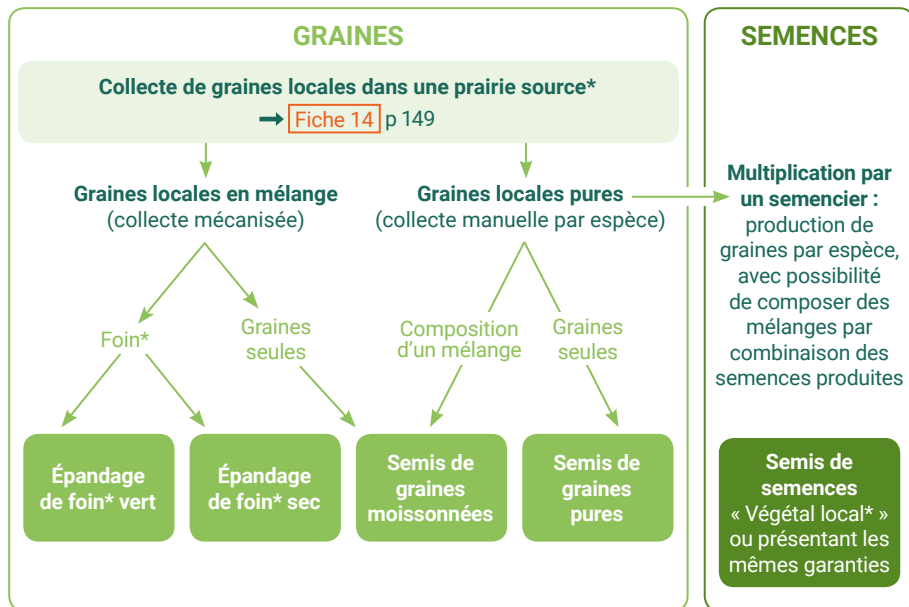 GRAINES
Collecte de graines locales dans une prairie source*
➞ Fiche 14 p 149
Graines locales en mélange
(collecte mécanisée)
Graines locales pures
(collecte manuelle par espèce)
Foin*
Graines
seules
Composition
d'un mélange
Graines
seules
Épandage
de foin* vert
Épandage
de foin* sec
Semis de
graines
moissonnées
Semis de
graines
pures
SEMENCES
Multiplication par
un semencier :
production de
graines par espèce,
avec possibilité
de composer des
mélanges par
combinaison des
semences produites
Semis de
semences
« Végétal local* »
ou présentant les
mêmes garanties